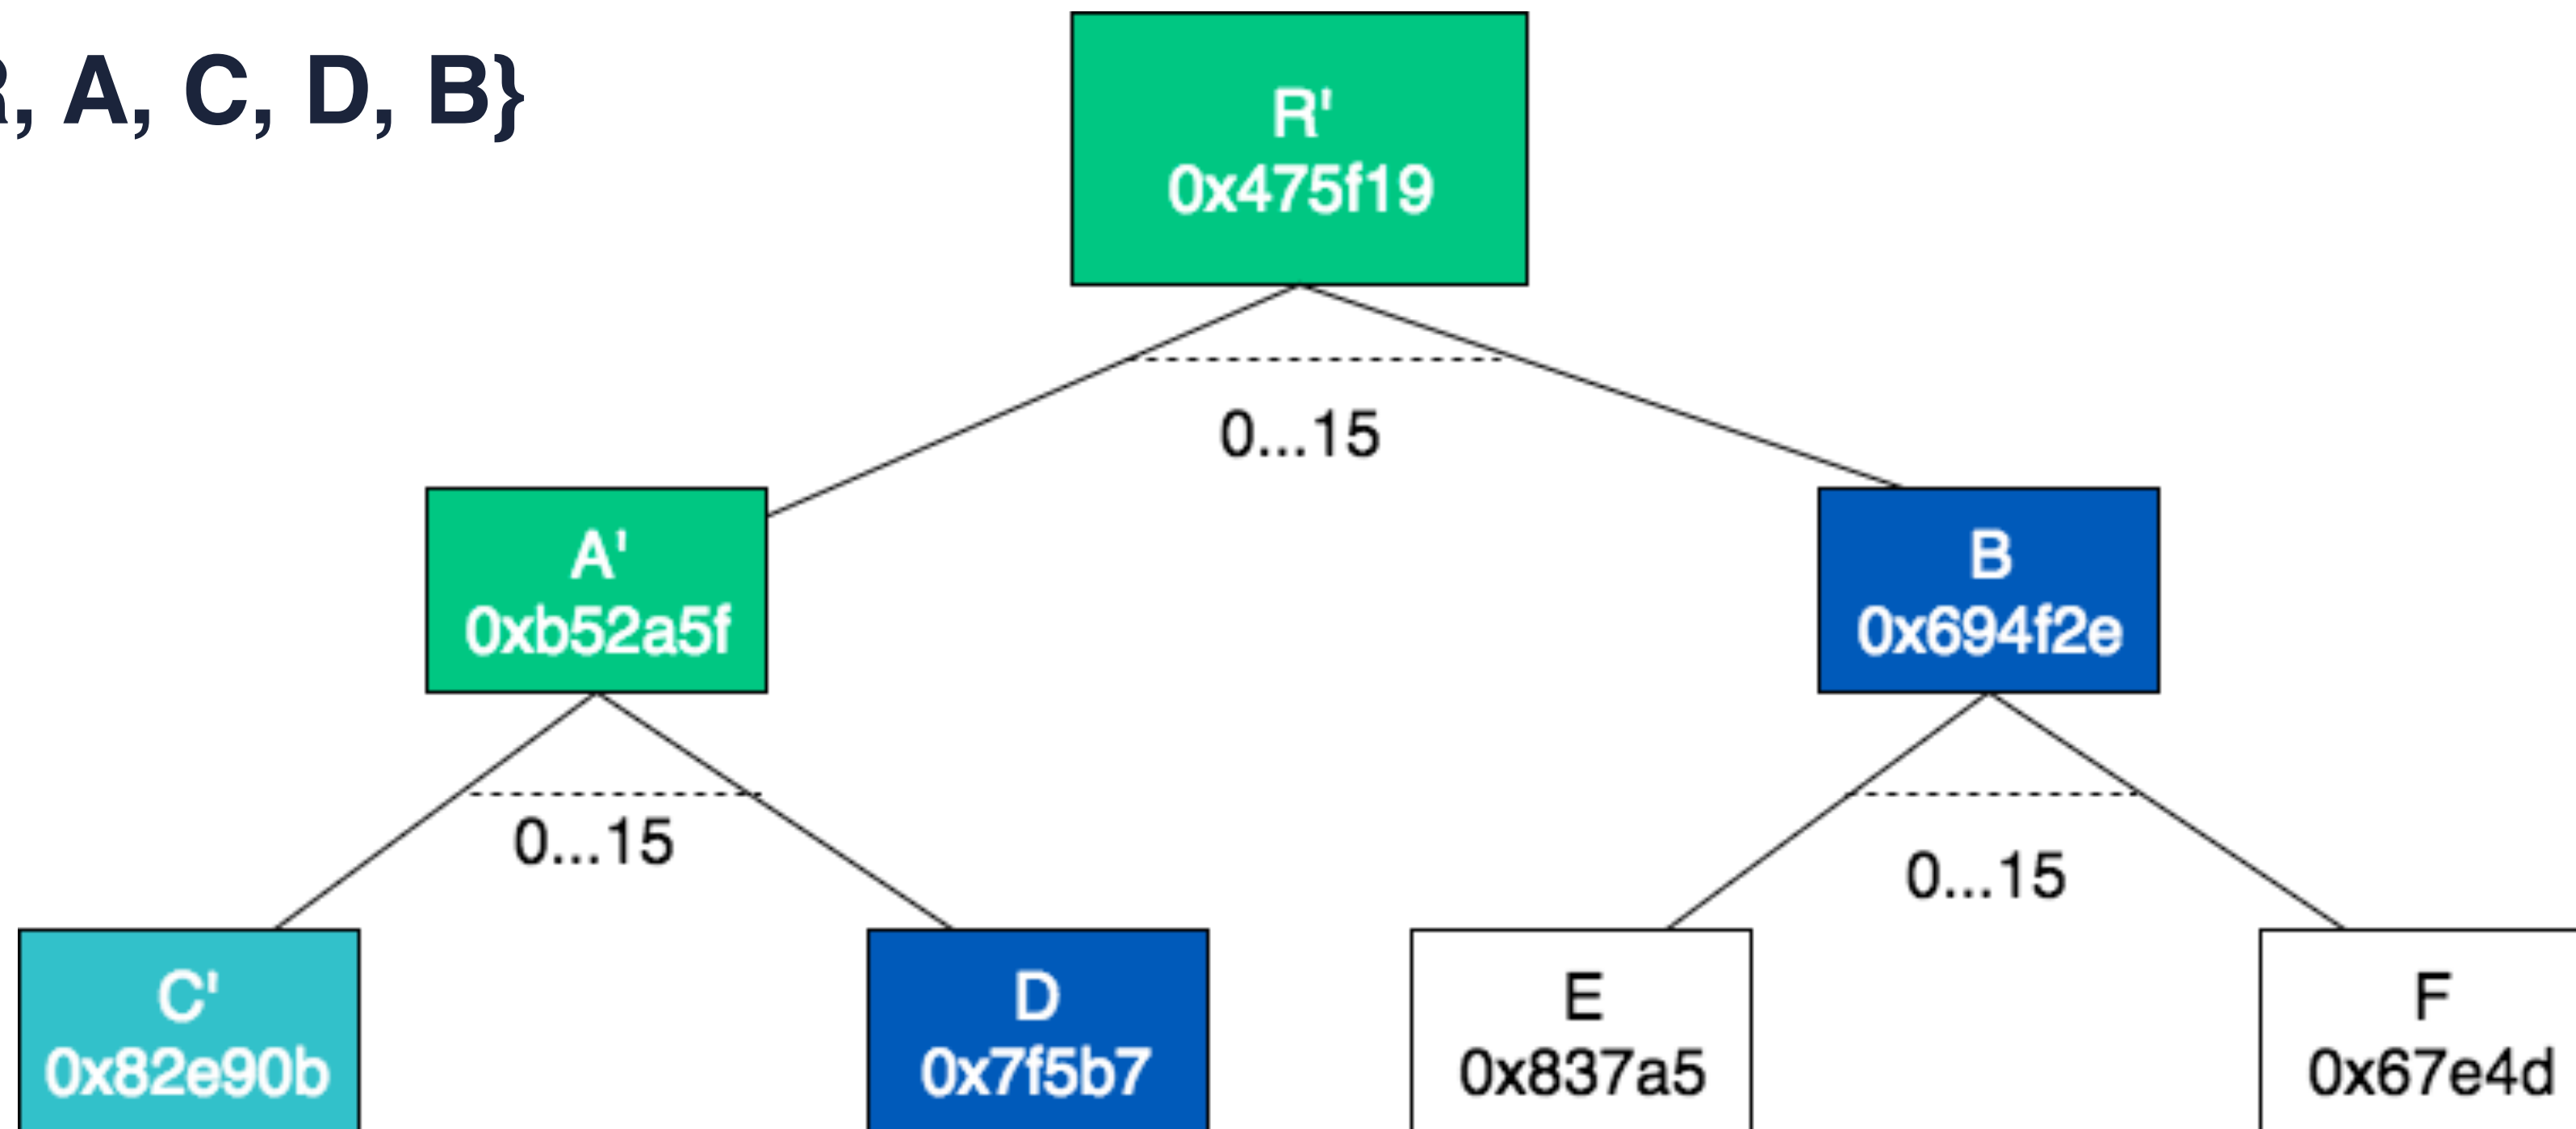 , A, C, D, B}
R'
0x475f19
0...15
A'
0xb52a5f
B
0x694f2e
0...15
0...15
C'
0x82e90b
D
0x7f5b7
E
0x837a5
F
0x67e4d